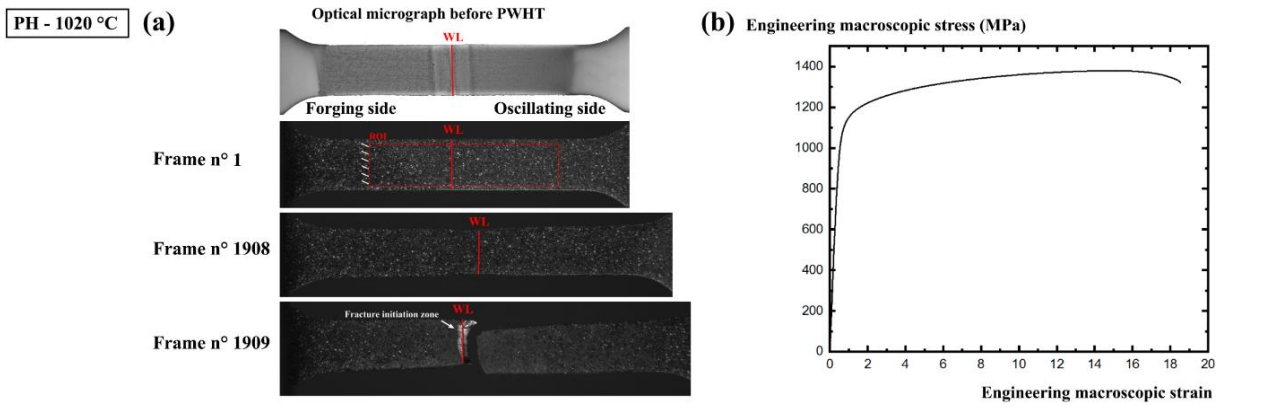 PH - 1020 °C
(a)
Optical micrograph before PWHT
WL
Forging side
Oscillating side
Frame n° 1
ROI
WL
Frame n° 1908
WL
Frame n° 1909
Fracture initiation zone
WL
(b)
Engineering macroscopic stress (MPa)
1400
1200
1000
800
600
400
200
0
0 2 4 6 8 10 12 14 16 18 20
Engineering macroscopic strain